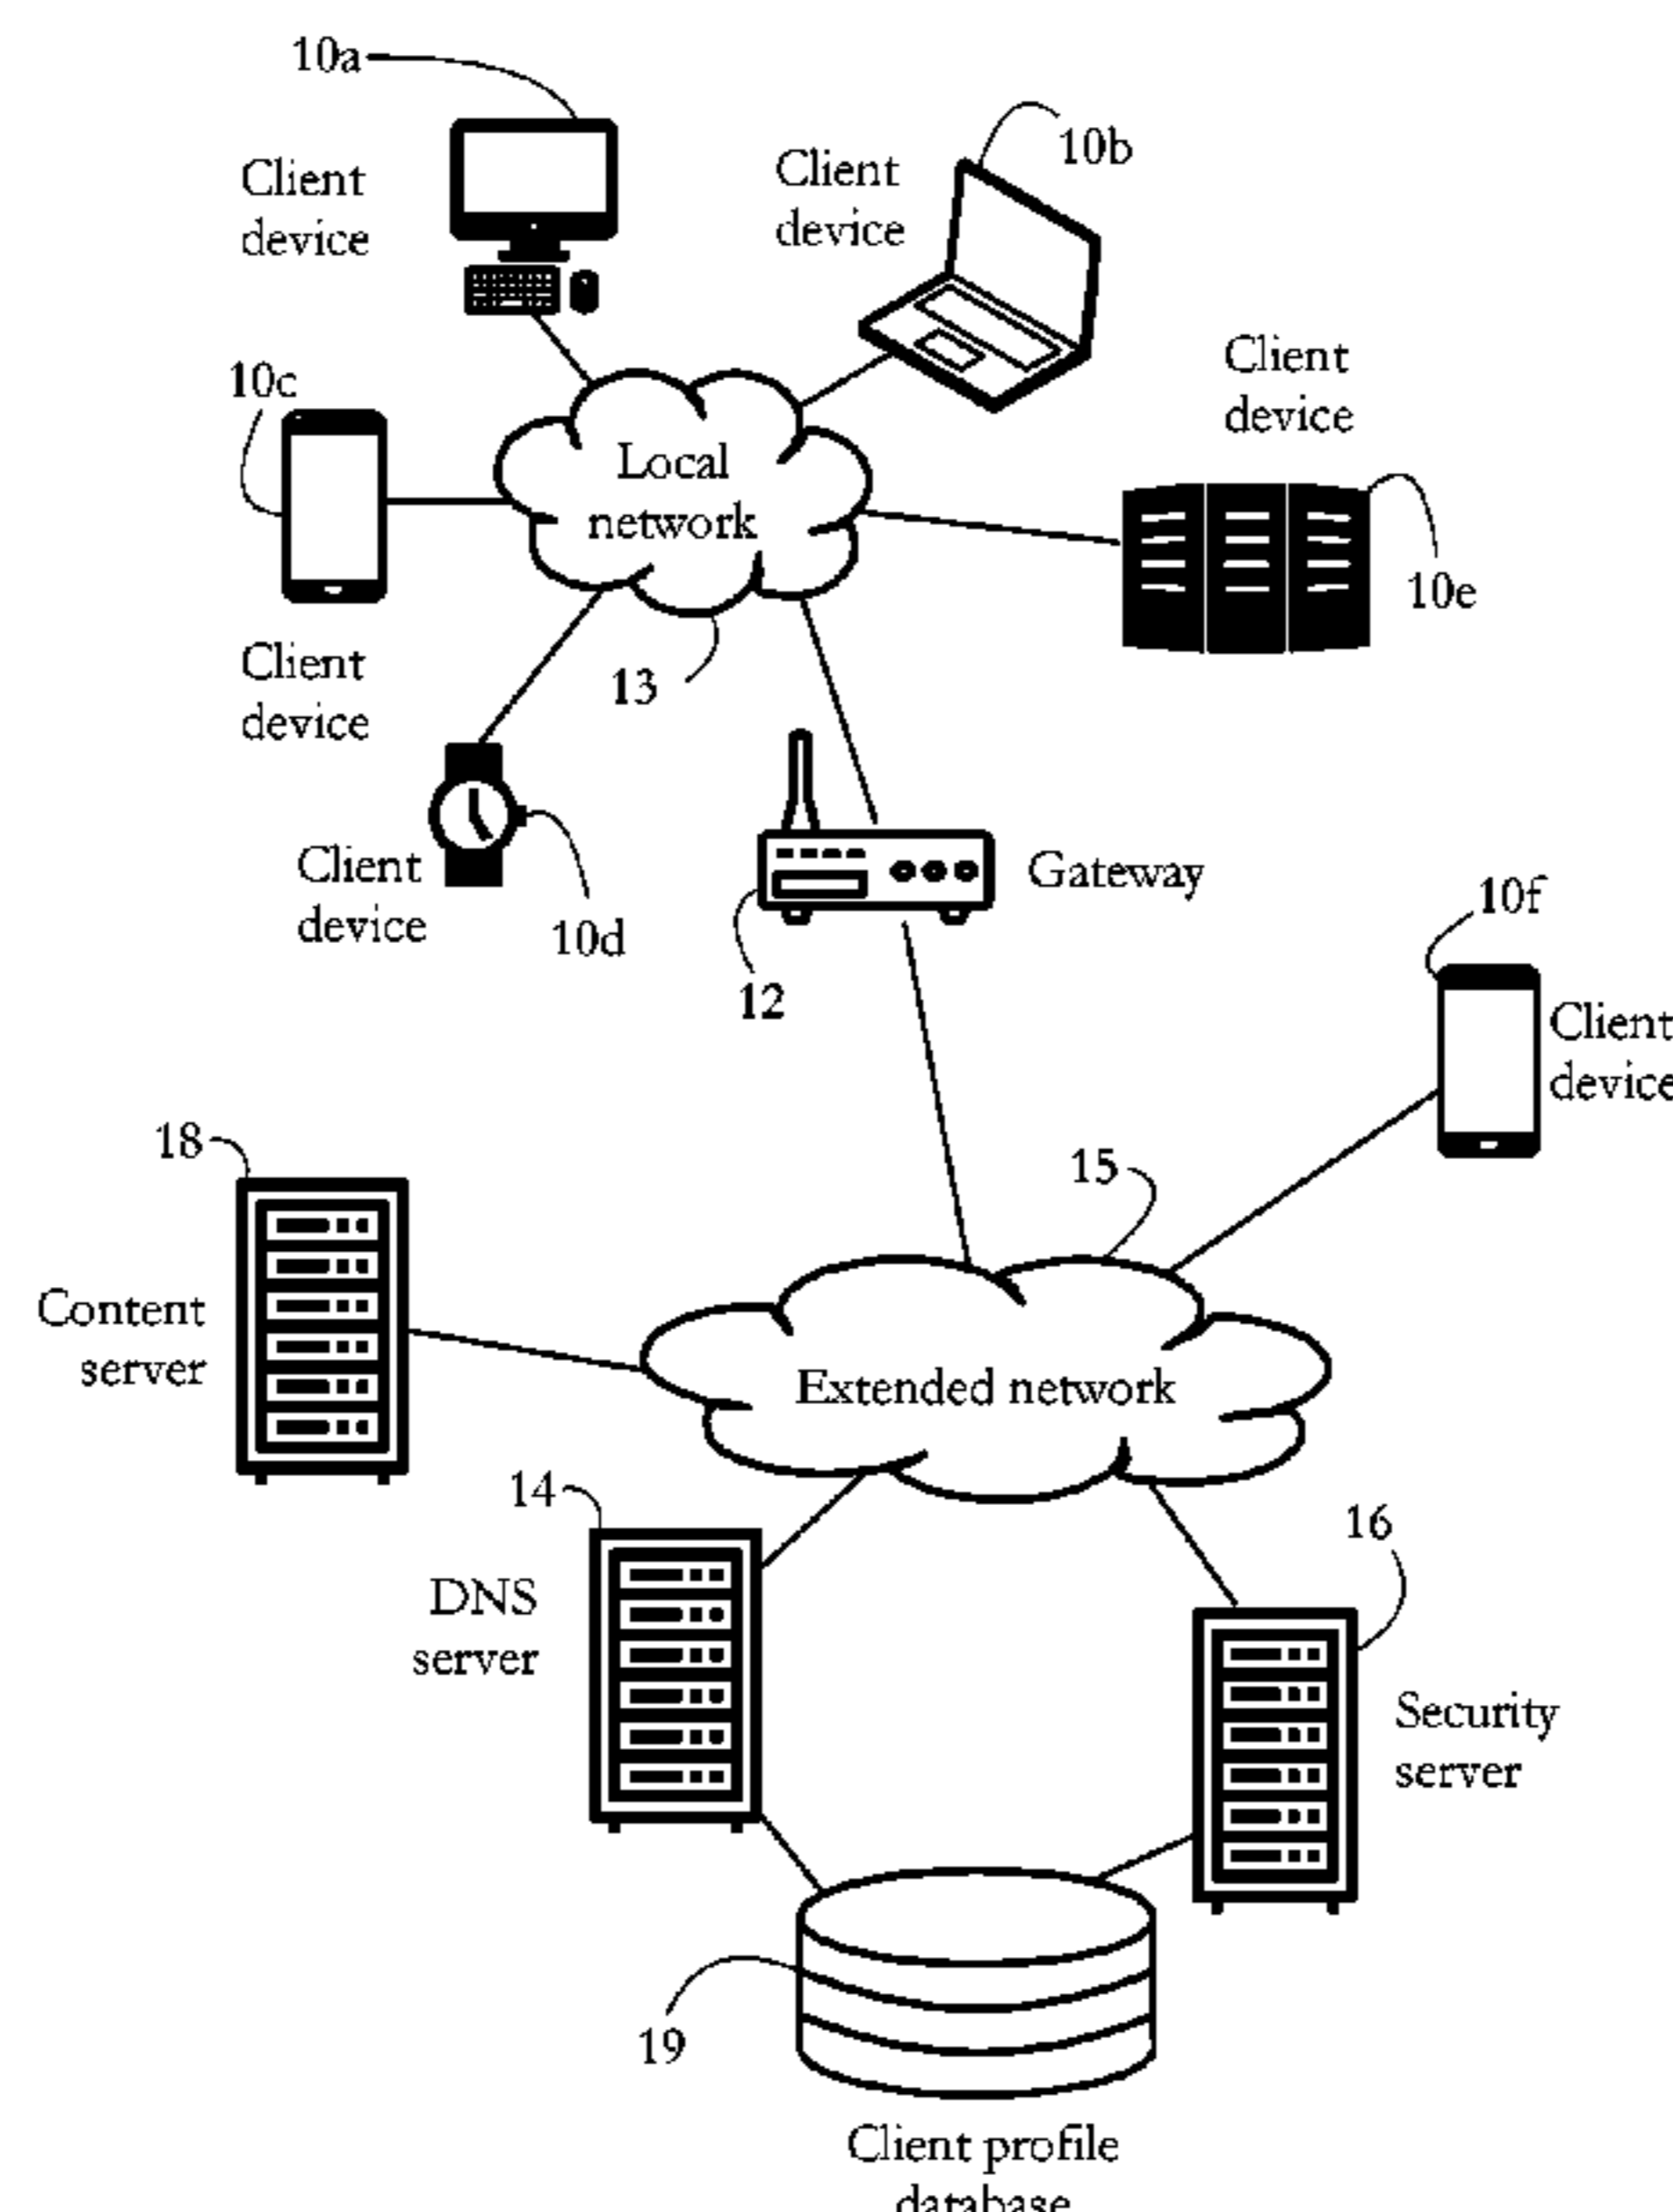 10a
Client
device
Client
device
10b
10c
Local
network
Client
device
10e
Client
device
13
Client
device
10d
Gateway
12
10f
Client
device
18
15
Content
server
Extended network
14
16
DNS
server
Security
server
19
Client profile
database